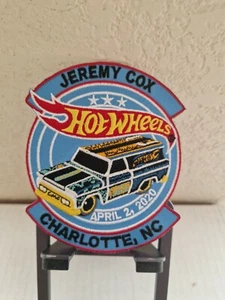 JEREMY COX
HOT WHEELS
APRIL 2, 2020
CHARLOTTE, NC